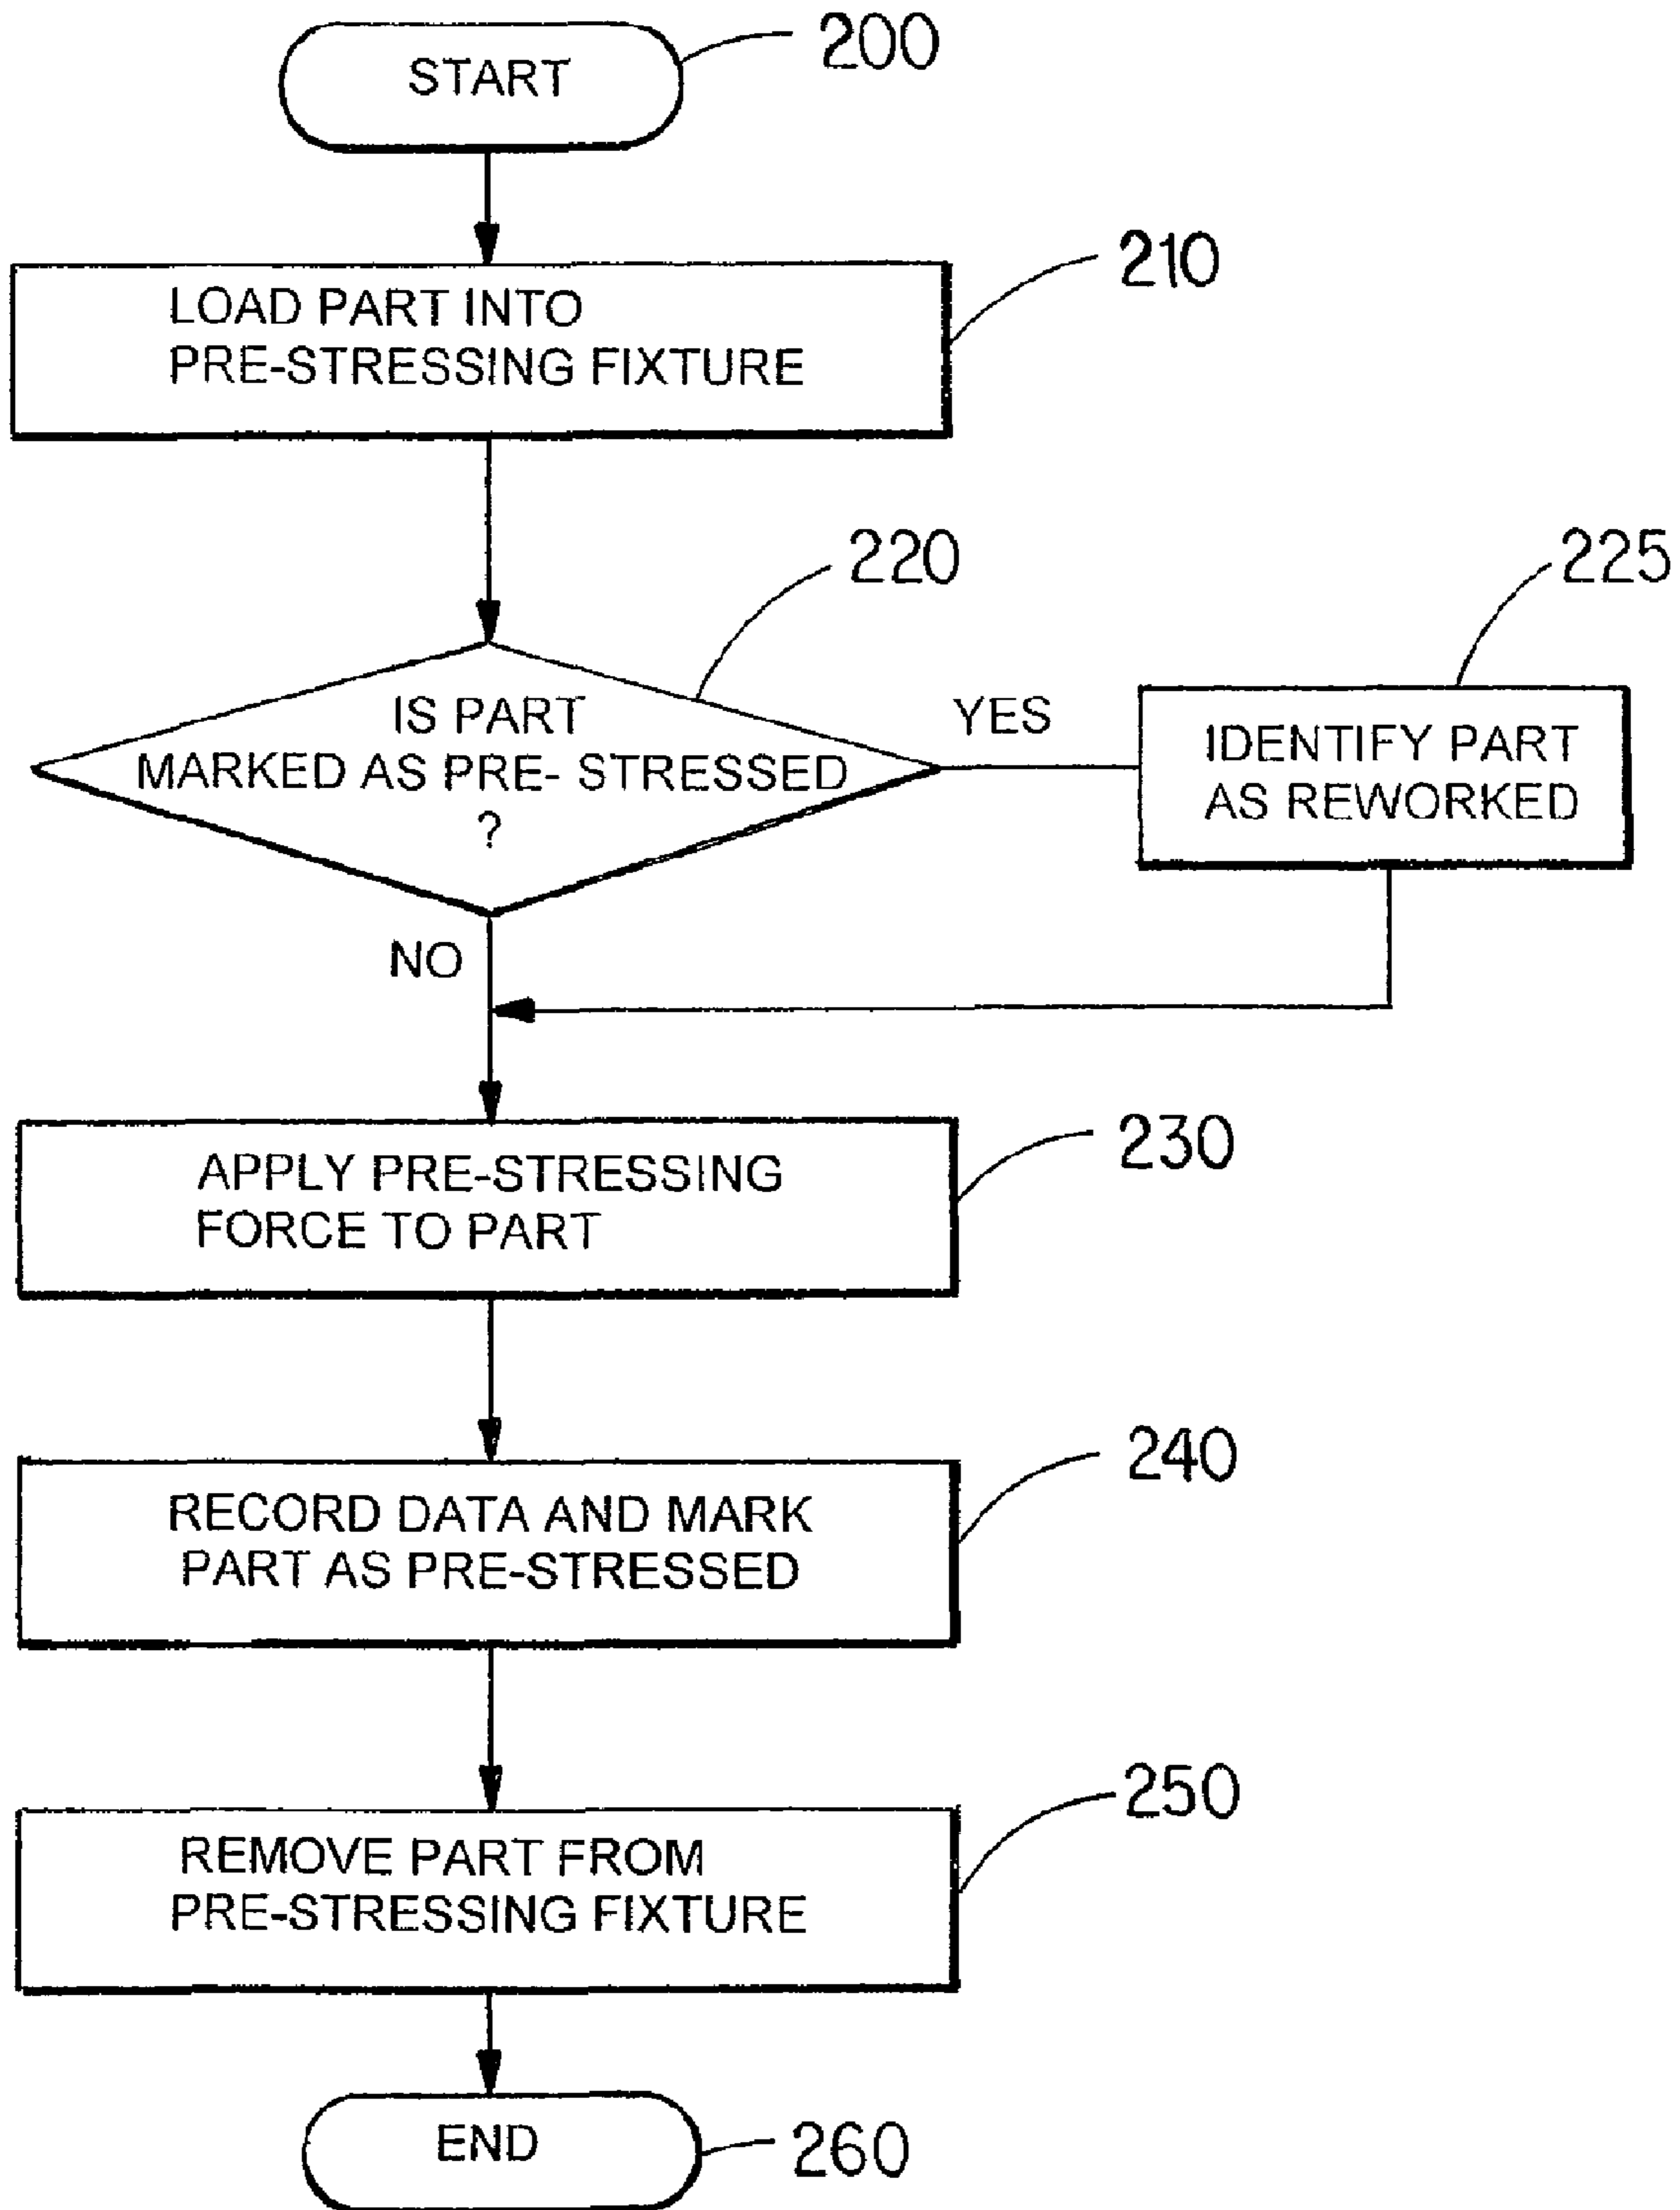 START
200
LOAD PART INTO
PRE-STRESSING FIXTURE
210
IS PART
MARKED AS PRE- STRESSED
?
220
YES
IDENTIFY PART
AS REWORKED
225
NO
APPLY PRE-STRESSING
FORCE TO PART
230
RECORD DATA AND MARK
PART AS PRE-STRESSED
240
REMOVE PART FROM
PRE-STRESSING FIXTURE
250
END
260